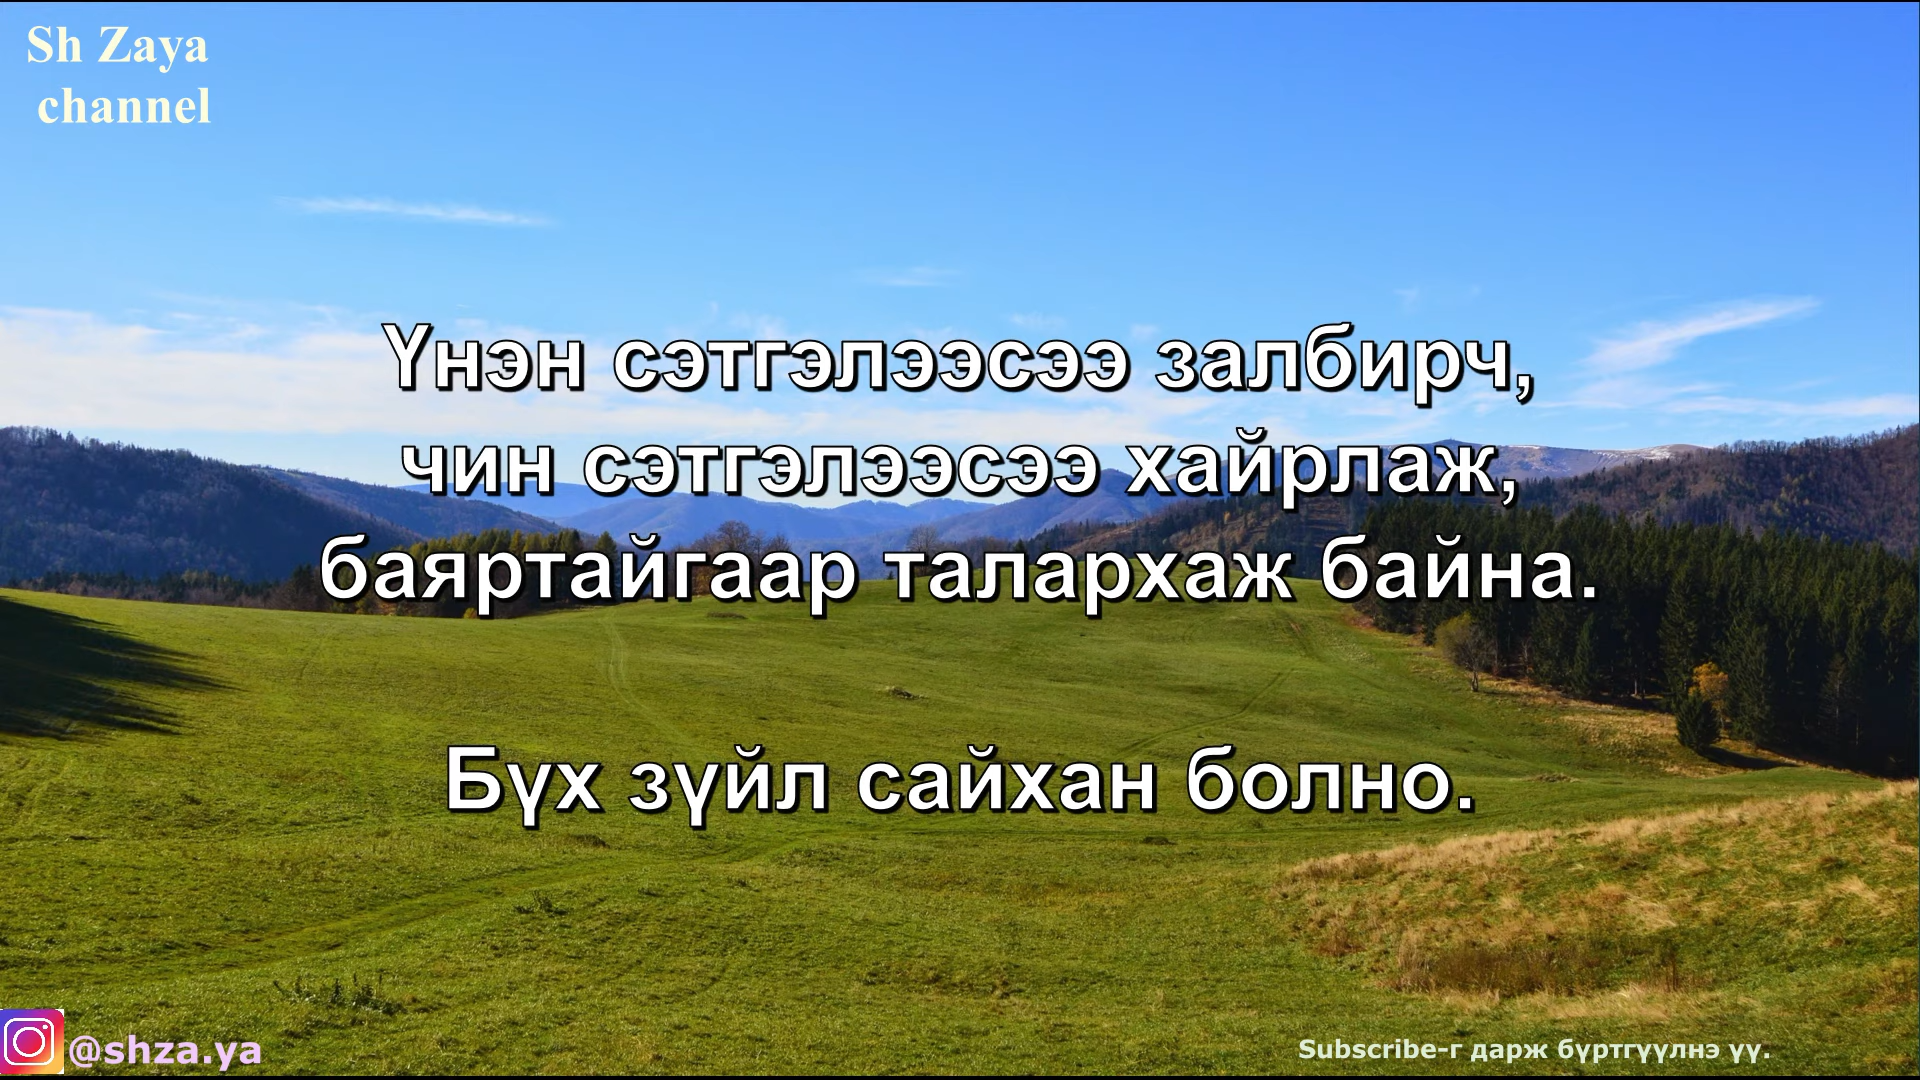 Sh Zaya
channel
Үнэн сэтгэлээсээ залбирч,
чин сэтгэлээсээ хайрлаж,
баяртайгаар талархаж байна.
Бүх зүйл сайхан болно.
@shza.ya
Subscribe-г дарж бүртгүүлнэ үү.